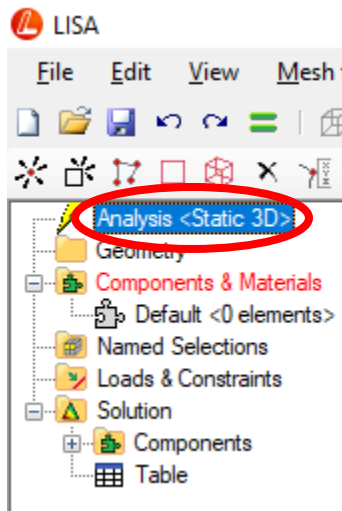 LISA
File Edit View Mesh
Analysis <Static 3D>
Geometry
Components & Materials
Default <0 elements>
Named Selections
Loads & Constraints
Solution
Components
Table